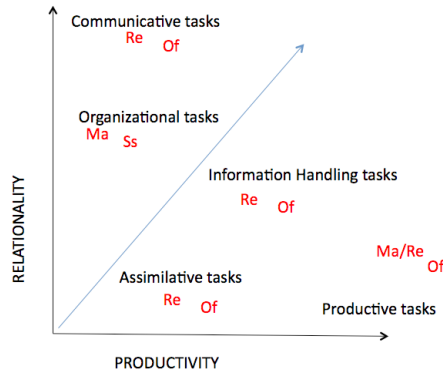 Communicative tasks
Re Of
Organizational tasks
Ma Ss
Information Handling tasks
Re Of
Ma/Re
Of
Assimilative tasks
Re Of
Productive tasks
RELATIONALITY
PRODUCTIVITY